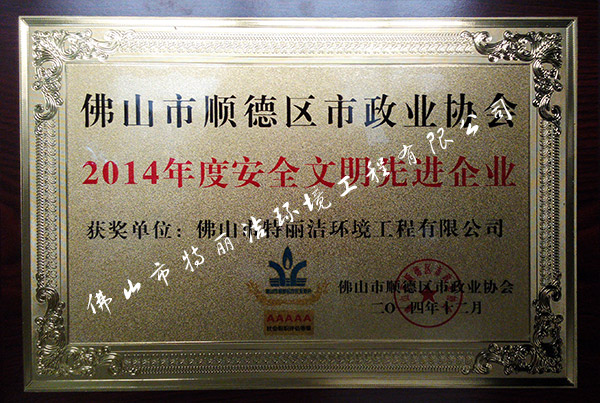 佛山市顺德区市政业协会
2014年度安全文明先进企业
获奖单位：佛山市特丽洁环境工程有限公司
佛山市顺德区市政业协会
二〇一四年十二月
AAAAA
佛山市特丽洁环境工程有限公司